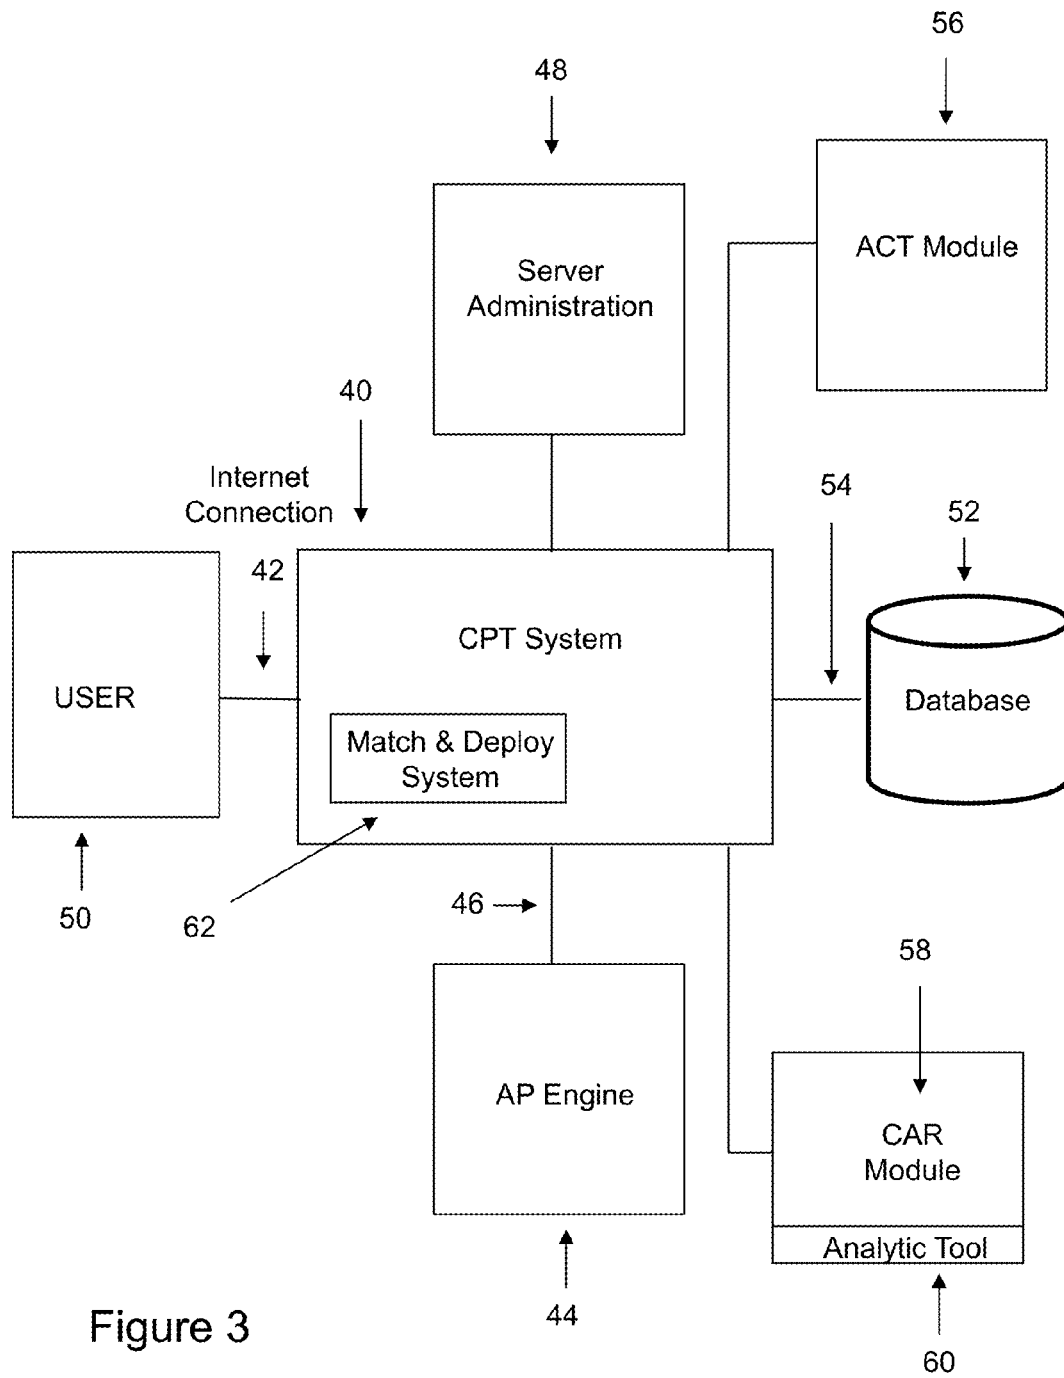 56
48
ACT Module
Server
Administration
40
Internet
Connection
54
52
42
CPT System
USER
Database
Match & Deploy
System
46
50
62
58
AP Engine
CAR
Module
Analytic Tool
44
Figure 3
60